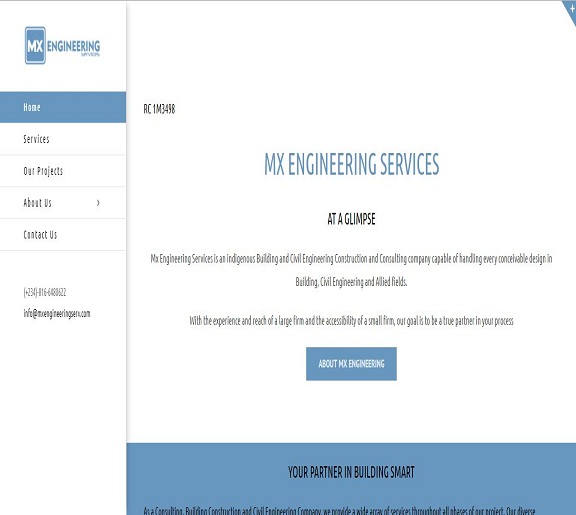 MX ENGINEERING
Home
Services
Our Projects
About Us
Contact Us
(+234)-816-6480622
info@mxengineeringserv.com
RC 1M3498
MX ENGINEERING SERVICES
AT A GLIMPSE
Mx Engineering Services is an indigenous Building and Civil Engineering Construction and Consulting company capable of handling every conceivable design in
Building, Civil Engineering and Allied fields.
With the experience and reach of a large firm and the accessibility of a small firm, our goal is to be a true partner in your process
ABOUT MX ENGINEERING
YOUR PARTNER IN BUILDING SMART
As a Consulting, Building Construction and Civil Engineering Company, we provide a wide array of services throughout all phases of our project. Our diverse